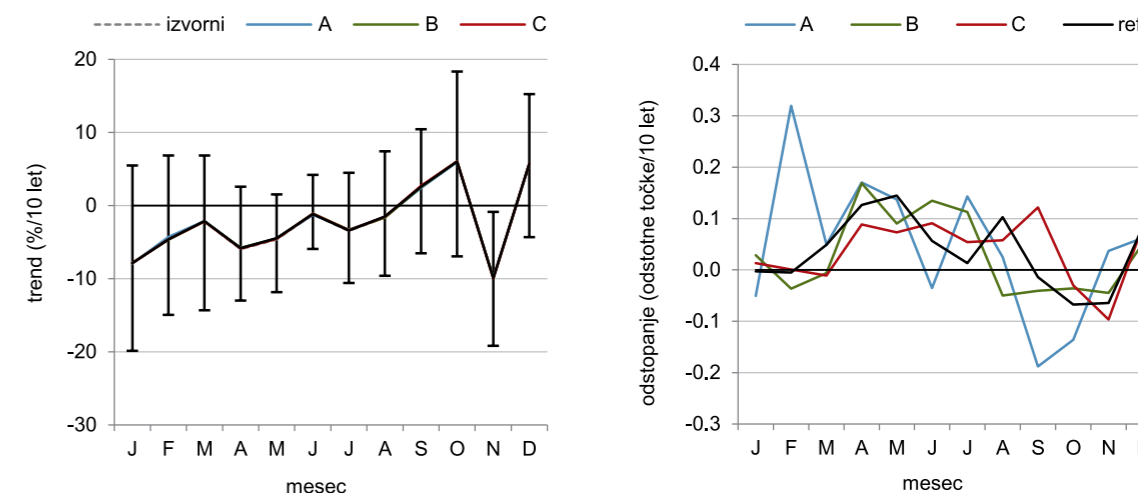 izvorni A B C
20
10
0
-10
-20
-30
trend (%/10 let)
J F M A M J J A S O N D
mesec
A B C
0.4
0.3
0.2
0.1
0.0
-0.1
-0.2
-0.3
odstopanje (odstotne točke/10 let)
J F M A M J J A S O N
mesec